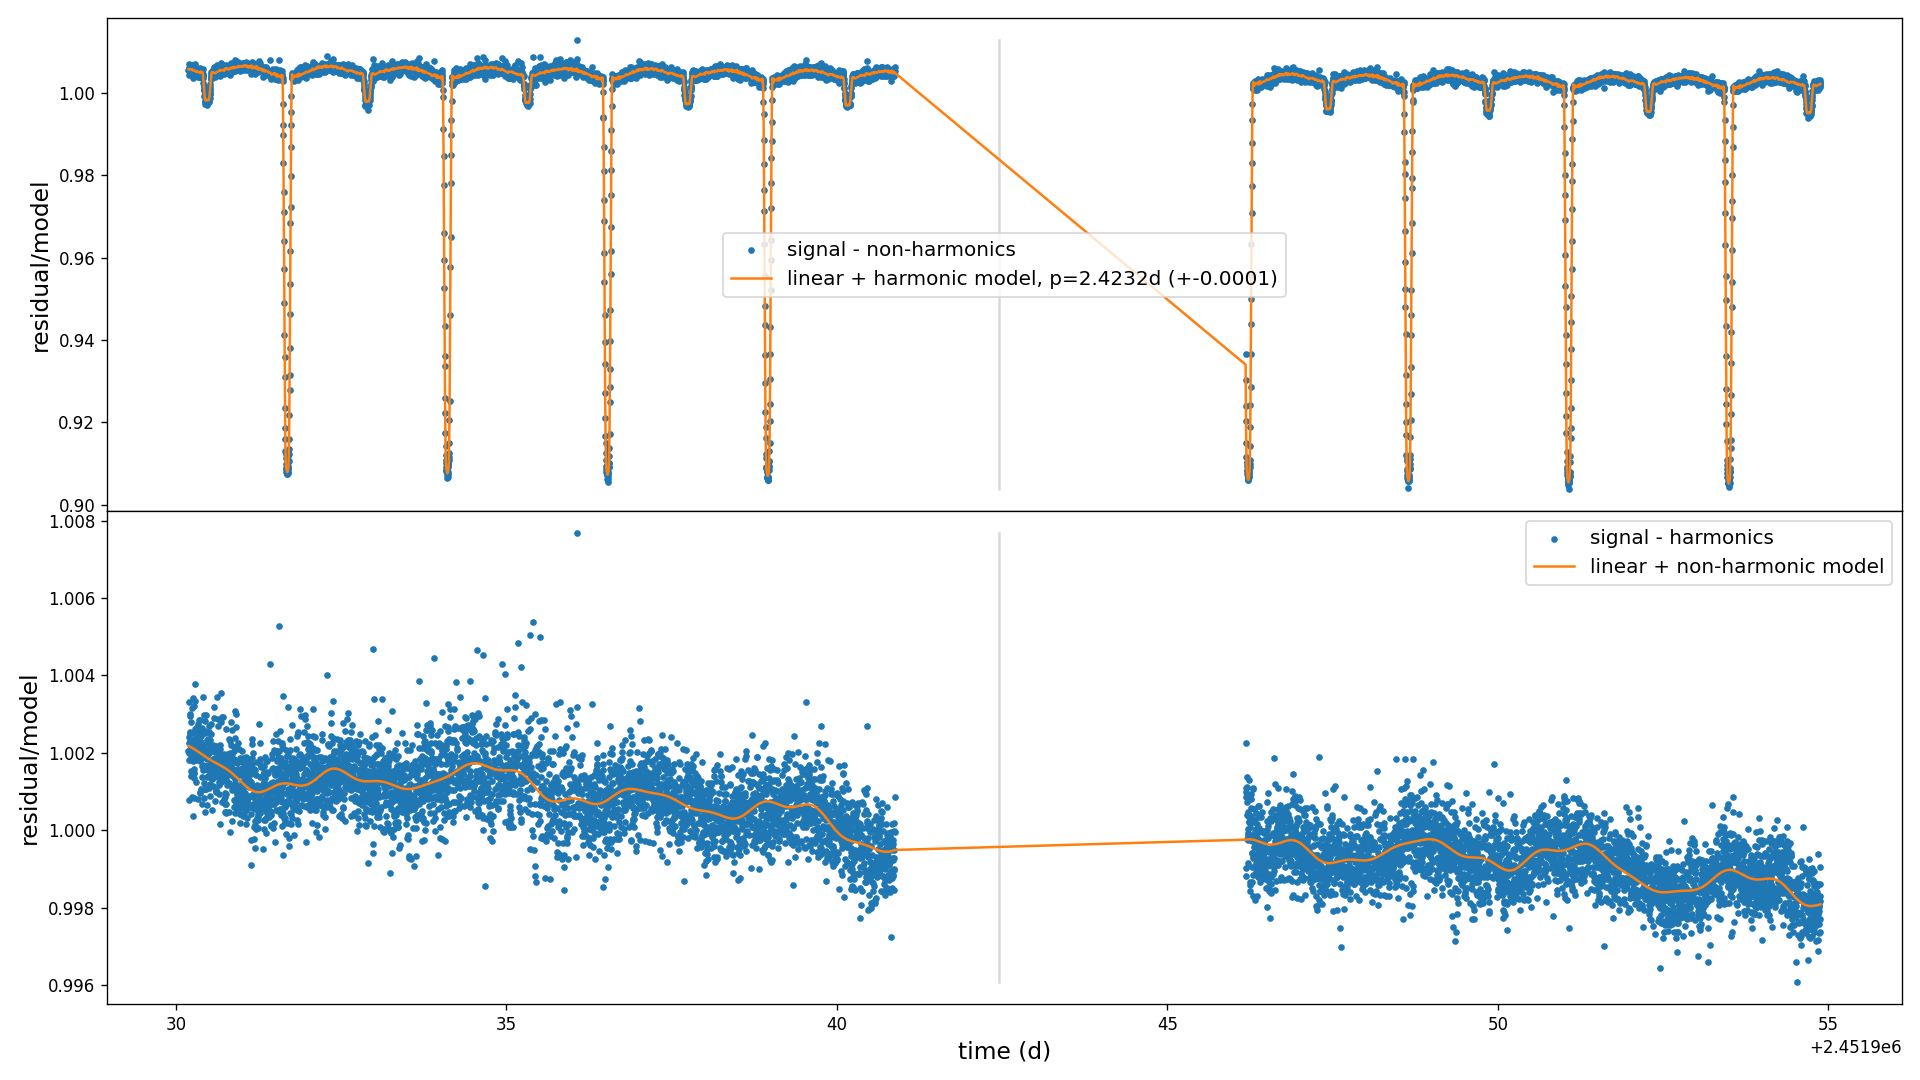 1.00
0.98
0.96
0.94
0.92
0.90
residual/model
signal - non-harmonics
linear + harmonic model, p=2.4232d (+-0.0001)
1.008
1.006
1.004
1.002
1.000
0.998
0.996
residual/model
signal - harmonics
linear + non-harmonic model
30 35 40 45 50 55
time (d)
+2.4519e6